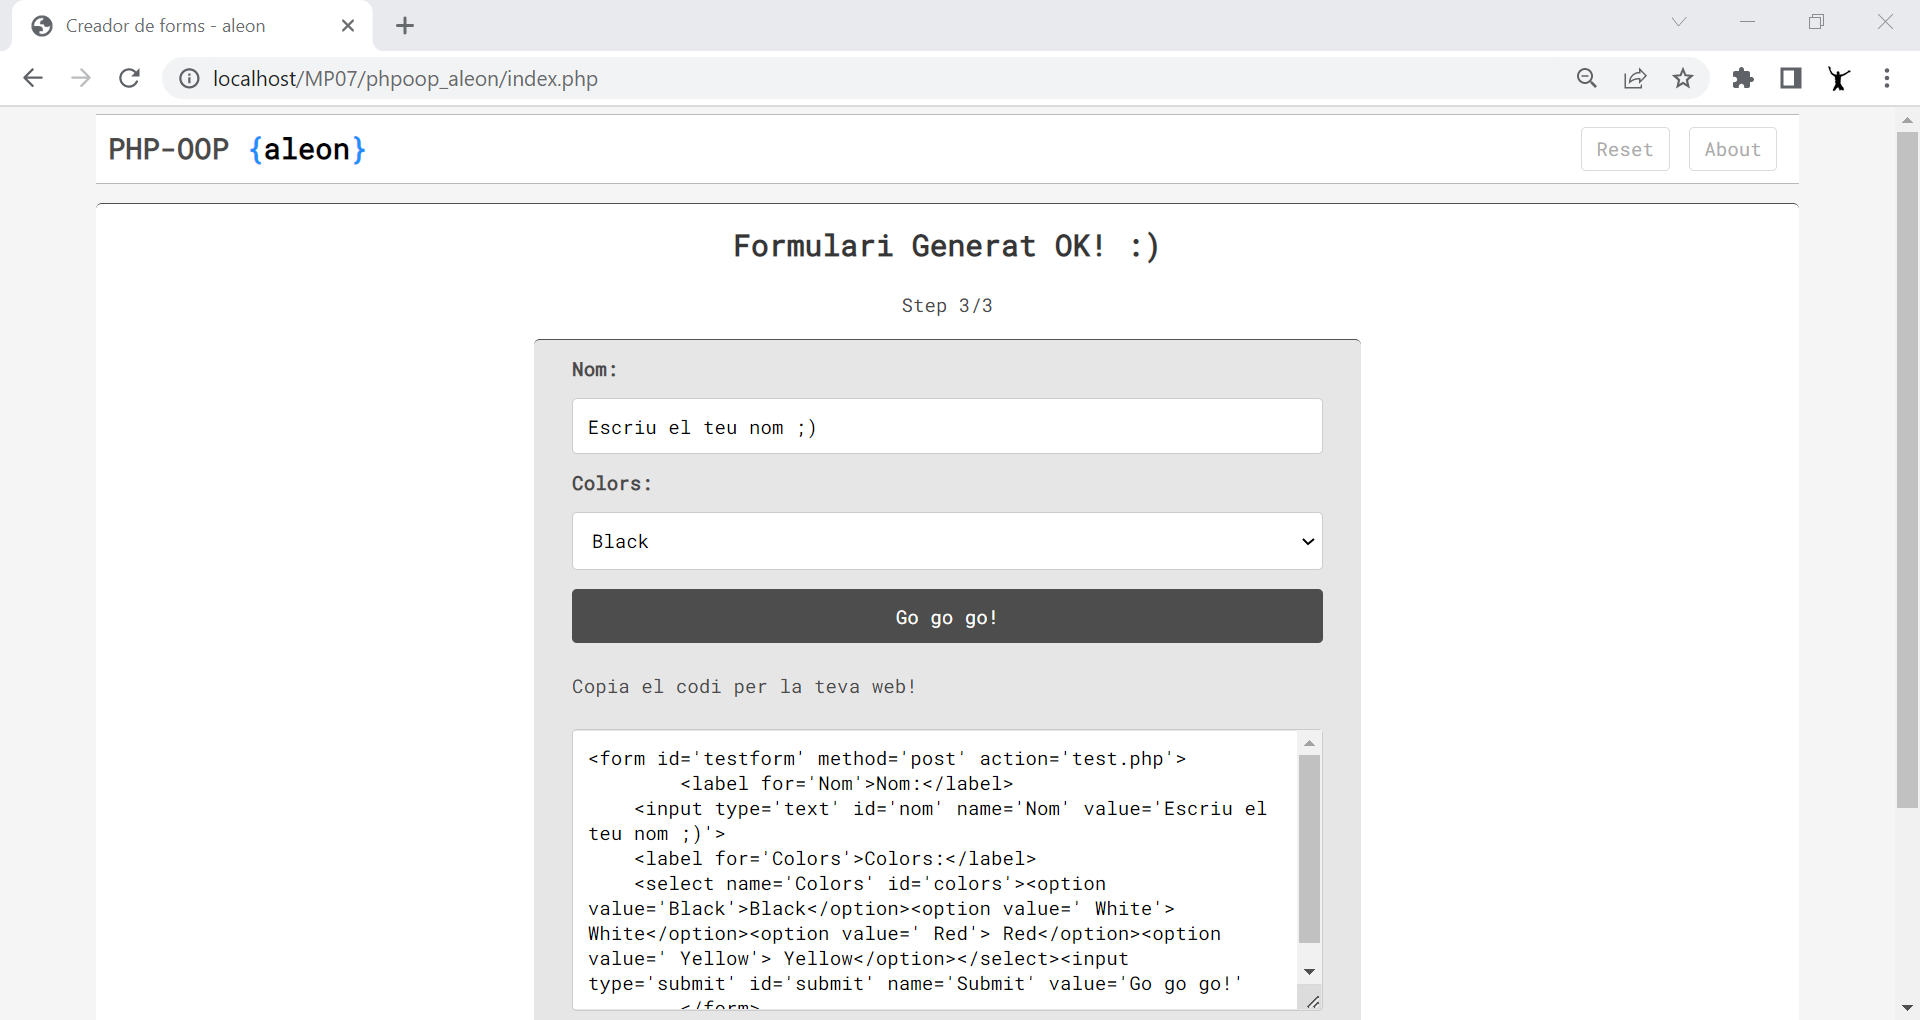 Creador de forms - aleon
localhost/MP07/phpoop_aleon/index.php
PHP-OOP {aleon}
Reset
About
Formulari Generat OK! :)
Step 3/3
Nom:
Escriu el teu nom ;)
Colors:
Black
Go go go!
Copia el codi per la teva web!
<form id='testform' method='post' action='test.php'>
<label for='Nom'>Nom:</label>
<input type='text' id='nom' name='Nom' value='Escriu el
teu nom ;)'>
<label for='Colors'>Colors:</label>
<select name='Colors' id='colors'><option
value='Black'>Black</option><option value=' White'>
White</option><option value=' Red'> Red</option><option
value=' Yellow'> Yellow</option></select><input
type='submit' id='submit' name='Submit' value='Go go go!'
</form>